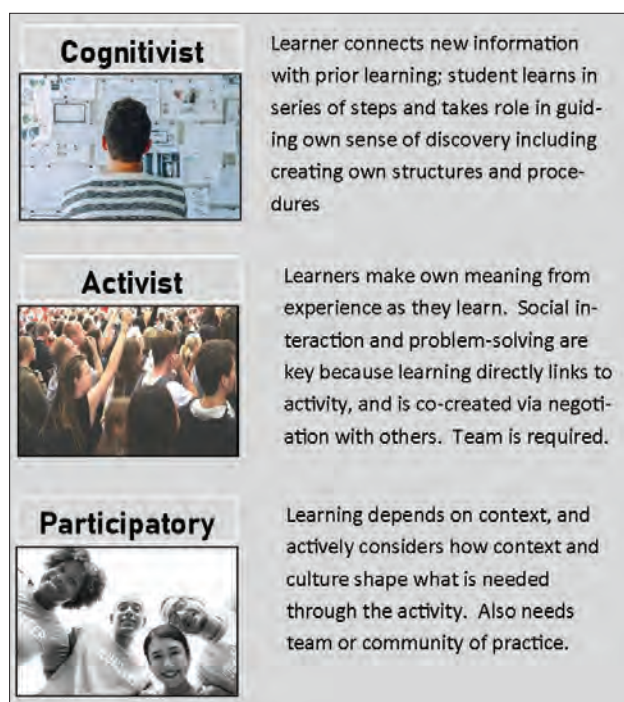 Cognitivist
Learner connects new information
with prior learning; student learns in
series of steps and takes role in guid-
ing own sense of discovery including
creating own structures and proce-
dures
Activist
Learners make own meaning from
experience as they learn. Social in-
teraction and problem-solving are
key because learning directly links to
activity, and is co-created via negoti-
ation with others. Team is required.
Participatory
Learning depends on context, and
actively considers how context and
culture shape what is needed
through the activity. Also needs
team or community of practice.